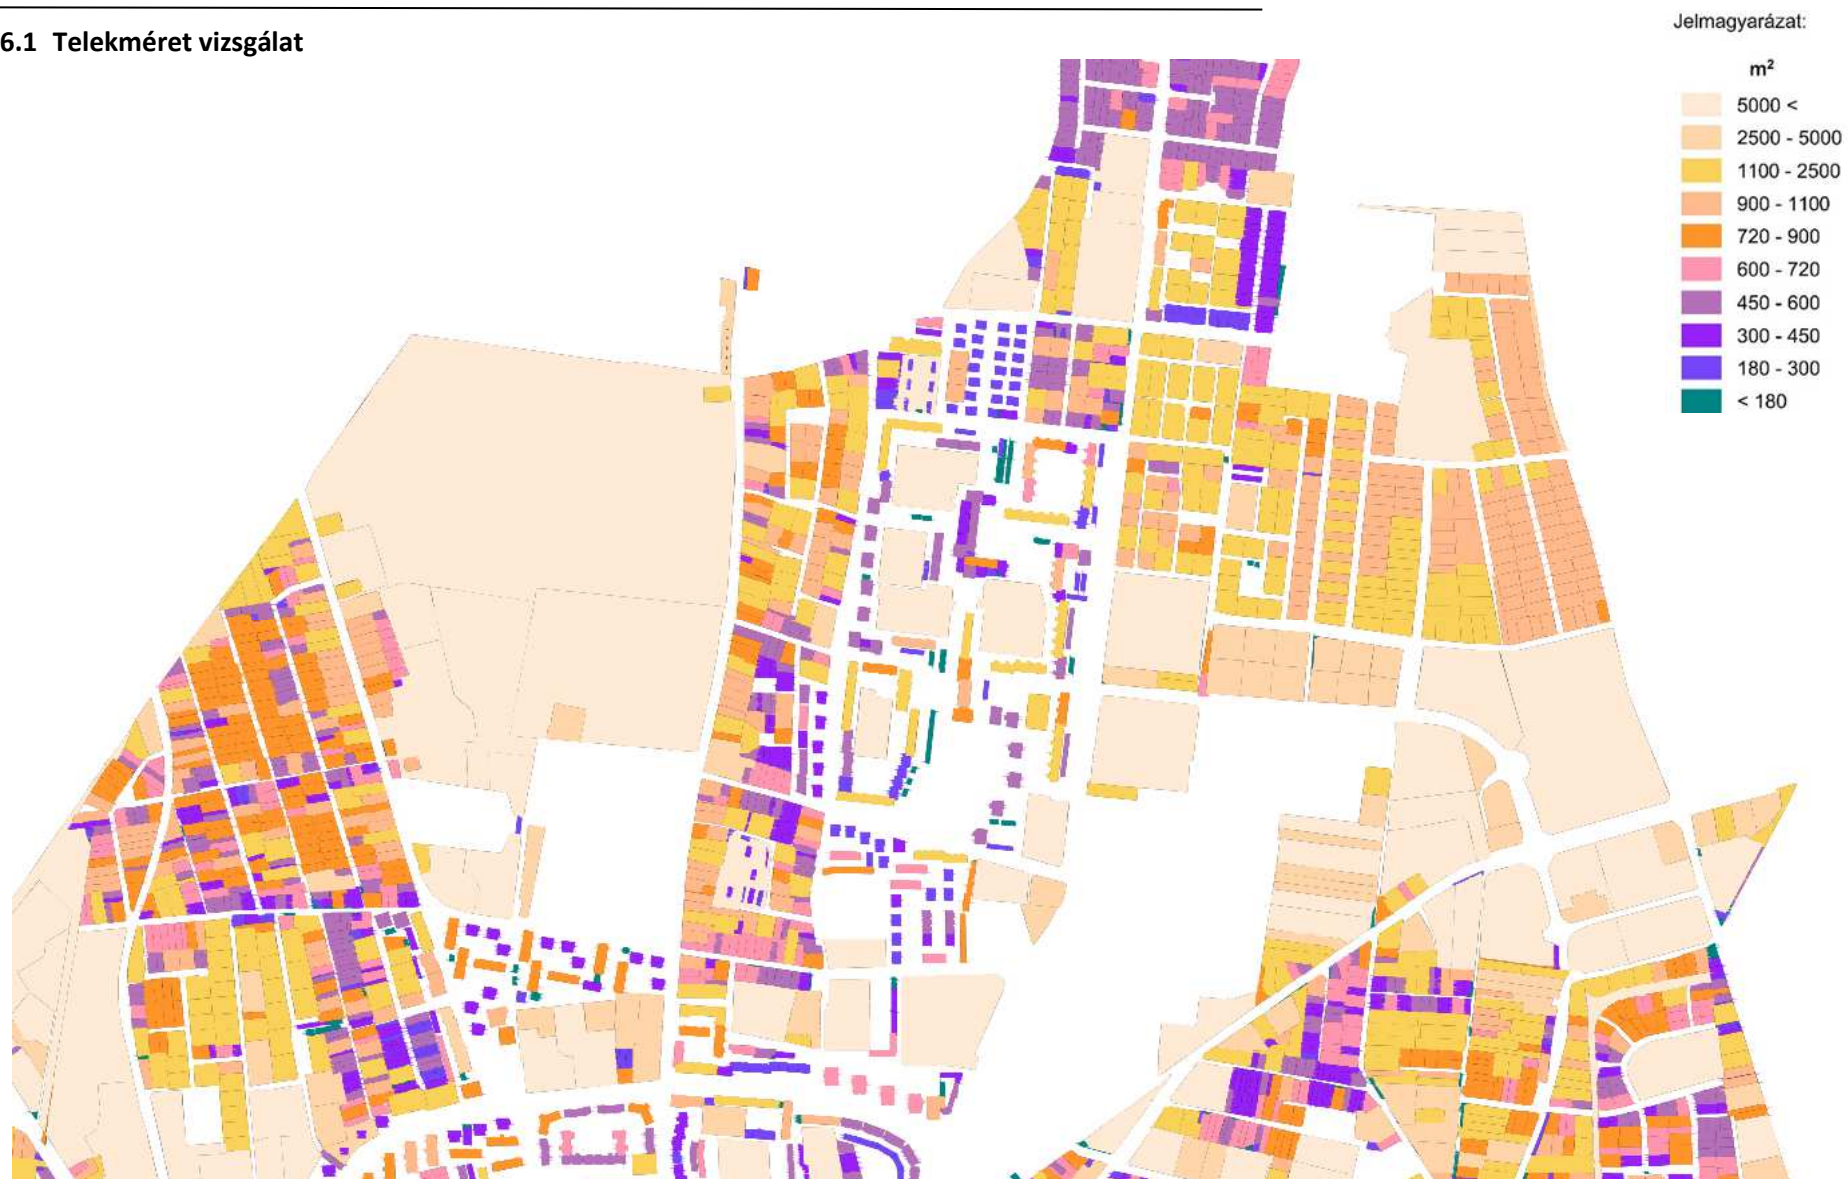 6.1 Telekméret vizsgálat
Jelmagyarázat:
m²
5000 <
2500 - 5000
1100 - 2500
900 - 1100
720 - 900
600 - 720
450 - 600
300 - 450
180 - 300
< 180